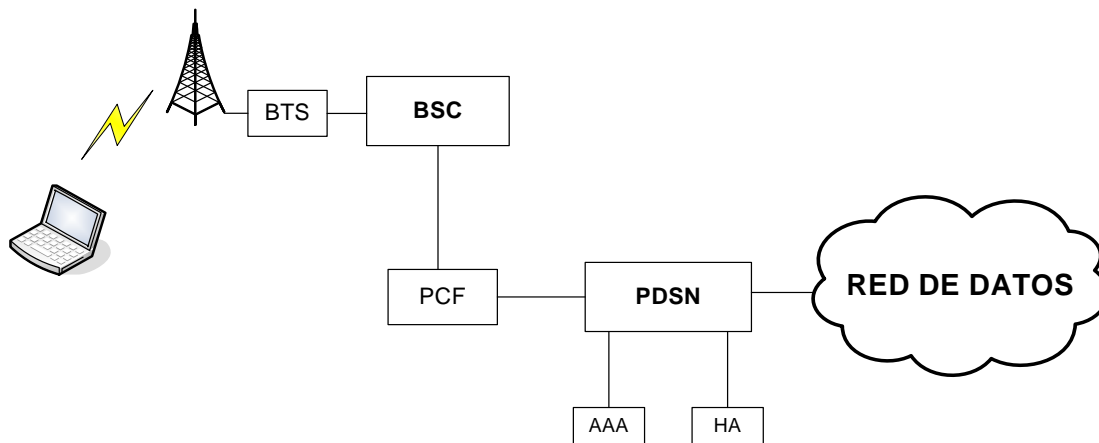 BTS
BSC
PCF
PDSN
RED DE DATOS
AAA
HA